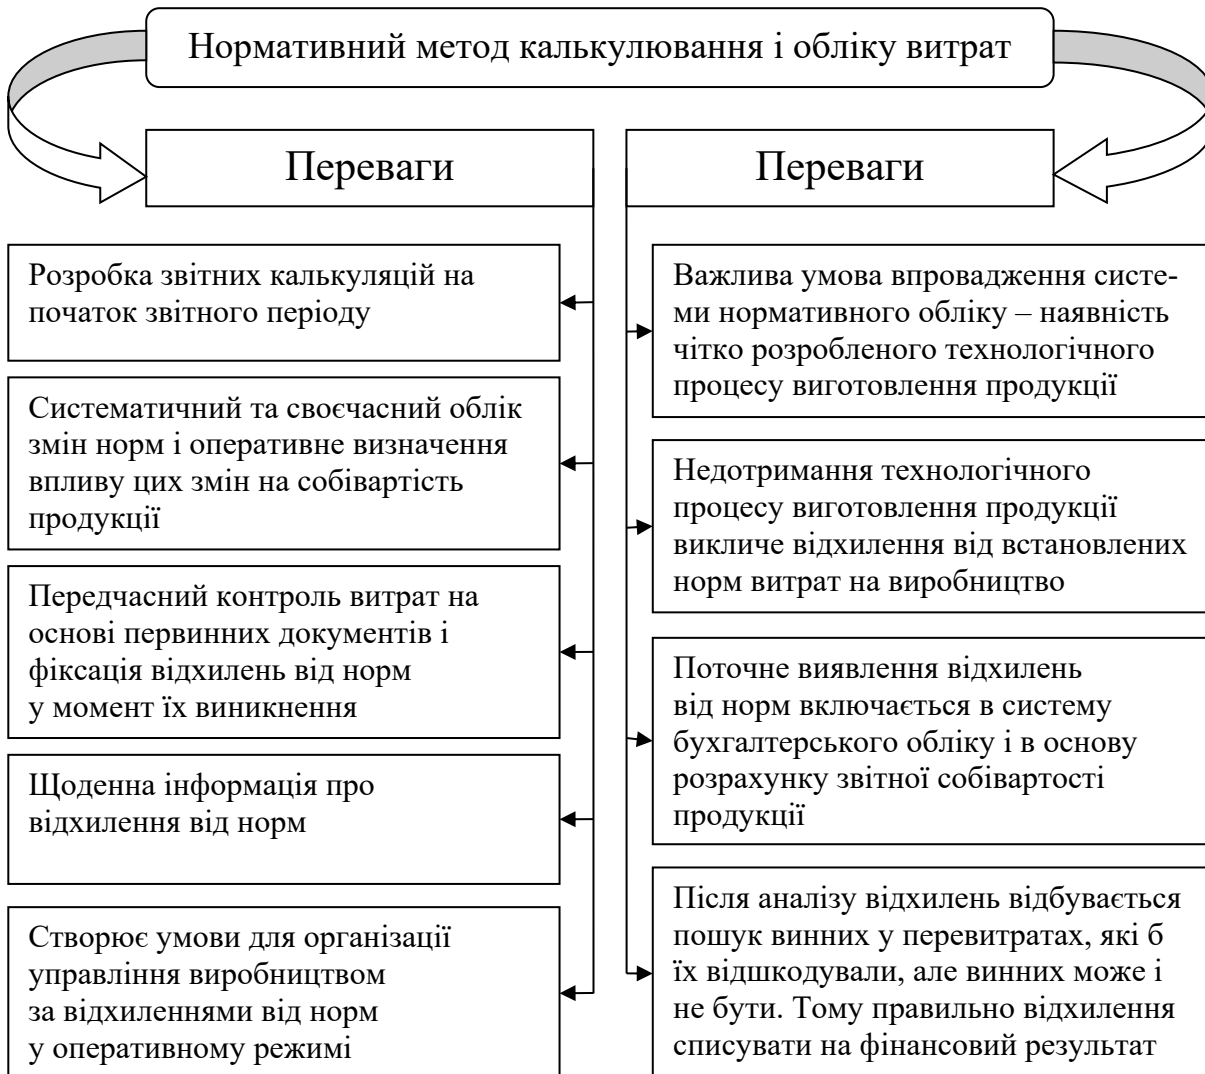 Нормативний метод калькулювання і обліку витрат
Переваги
Розробка звітних калькуляцій на
початок звітного періоду
Систематичний та своєчасний облік
змін норм і оперативне визначення
впливу цих змін на собівартість
продукції
Передчасний контроль витрат на
основі первинних документів і
фіксація відхилень від норм
у момент їх виникнення
Щоденна інформація про
відхилення від норм
Створює умови для організації
управління виробництвом
за відхиленнями від норм
у оперативному режимі
Переваги
Важлива умова впровадження систе-
ми нормативного обліку – наявність
чітко розробленого технологічного
процесу виготовлення продукції
Недотримання технологічного
процесу виготовлення продукції
викличе відхилення від встановлених
норм витрат на виробництво
Поточне виявлення відхилень
від норм включається в систему
бухгалтерського обліку і в основу
розрахунку звітної собівартості
продукції
Після аналізу відхилень відбувається
пошук винних у перевитратах, які б
їх відшкодували, але винних може і
не бути. Тому правильно відхилення
списувати на фінансовий результат